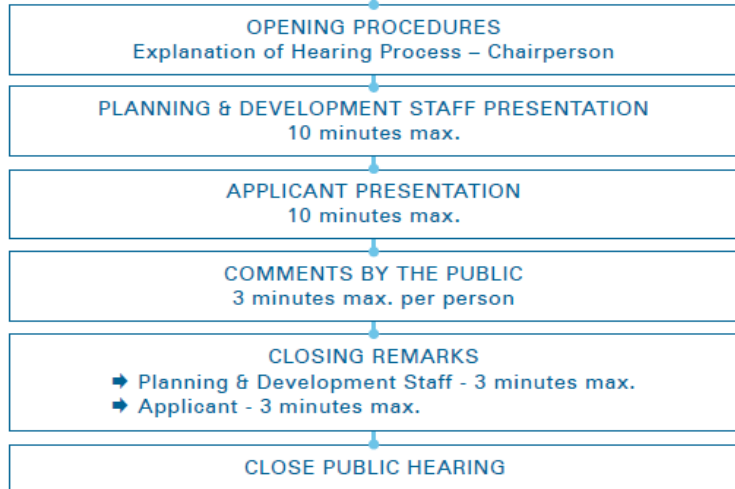 OPENING PROCEDURES
Explanation of Hearing Process – Chairperson
PLANNING & DEVELOPMENT STAFF PRESENTATION
10 minutes max.
APPLICANT PRESENTATION
10 minutes max.
COMMENTS BY THE PUBLIC
3 minutes max. per person
CLOSING REMARKS
➡ Planning & Development Staff - 3 minutes max.
➡ Applicant - 3 minutes max.
CLOSE PUBLIC HEARING